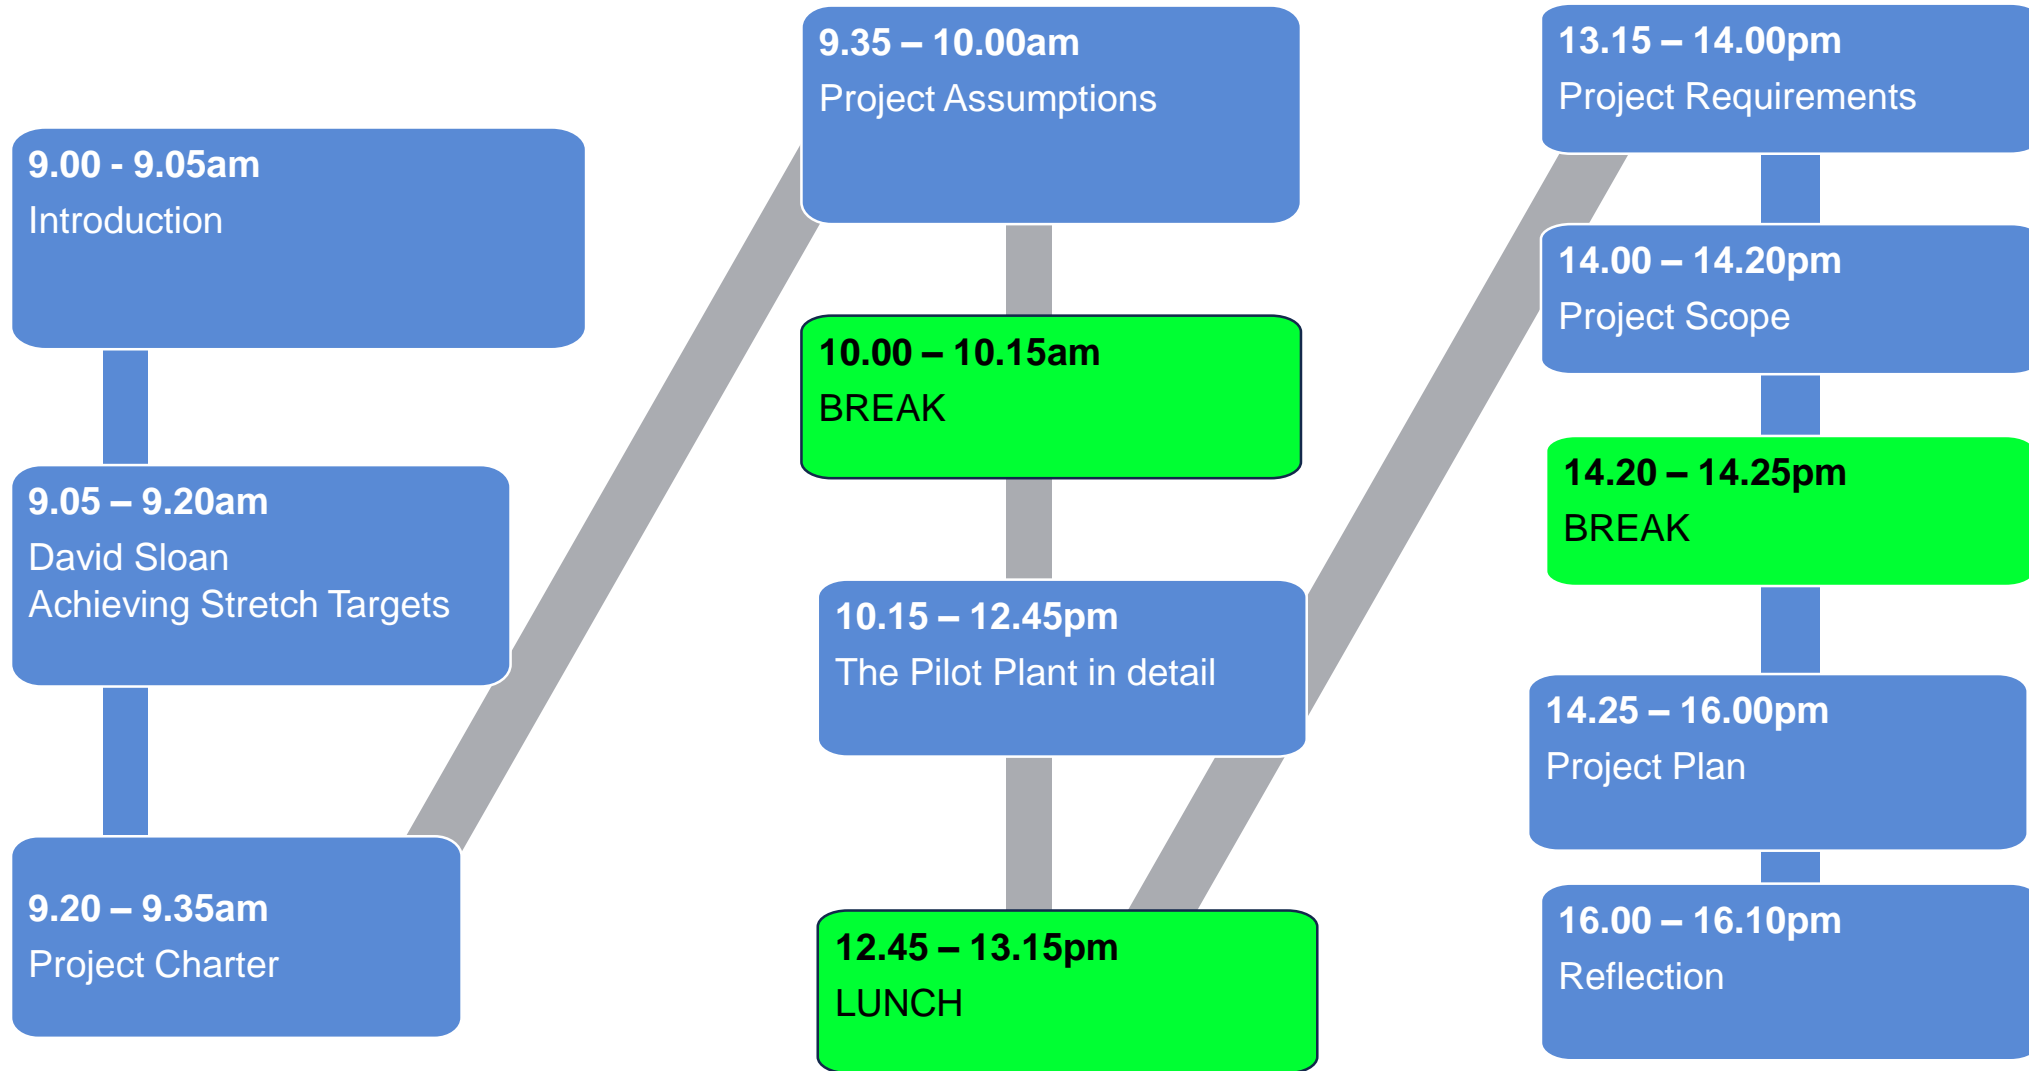 9.00 - 9.05am
Introduction
9.05 – 9.20am
David Sloan
Achieving Stretch Targets
9.20 – 9.35am
Project Charter
9.35 – 10.00am
Project Assumptions
10.00 – 10.15am
BREAK
10.15 – 12.45pm
The Pilot Plant in detail
12.45 – 13.15pm
LUNCH
13.15 – 14.00pm
Project Requirements
14.00 – 14.20pm
Project Scope
14.20 – 14.25pm
BREAK
14.25 – 16.00pm
Project Plan
16.00 – 16.10pm
Reflection